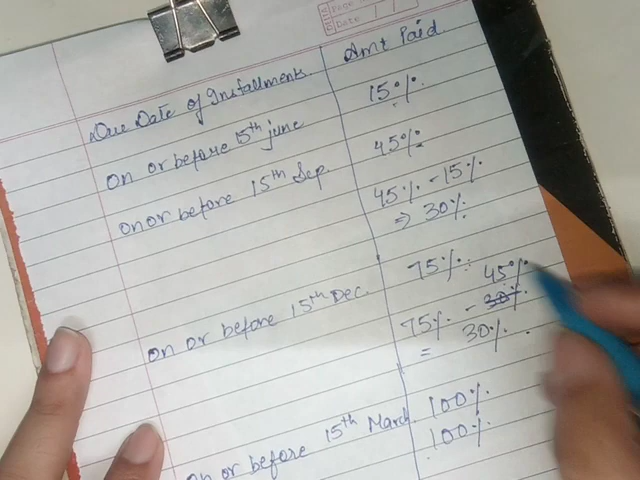 Page
Date / /
Due Date of Installments. Amt Paid
On or before 15th june 15%.
on or before 15th Sep. 45%
45% - 15%
⇒ 30%
on or before 15th Dec. 75%:
45%
75% - 30%
= 30%.
on or before 15th March 100%
100%